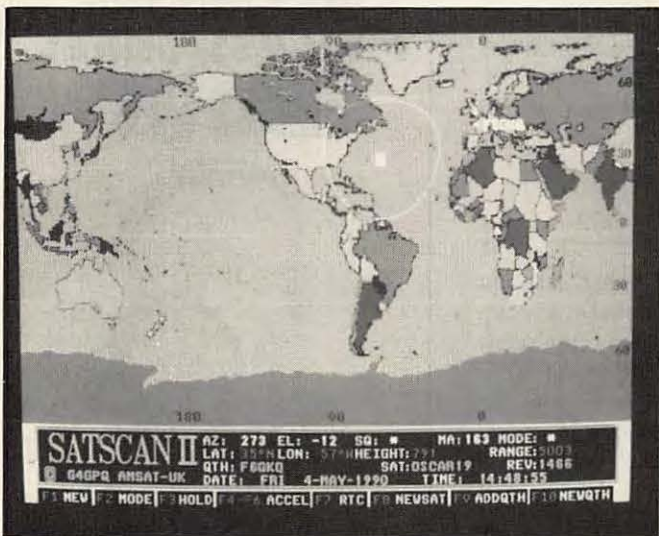 180 90 0
60
30
0
30
60
180 90 0
SATSCAN II
© G4GPQ AMSAT-UK
AZ: 273 EL: -12 SQ: * MA: 163 MODE: *
LAT: 35°N LON: 57°W HEIGHT: 791 RANGE: 5003
QTH: F6GKQ SAT: OSCAR19 REV: 1466
DATE: FRI 4-MAY-1990 TIME: 14:48:55
F1 MENU F2 MODE F3 HOLD F4-F6 ACCEL F7 RTC F8 NEWSAT F9 ADDQTH F10 NEWQTH